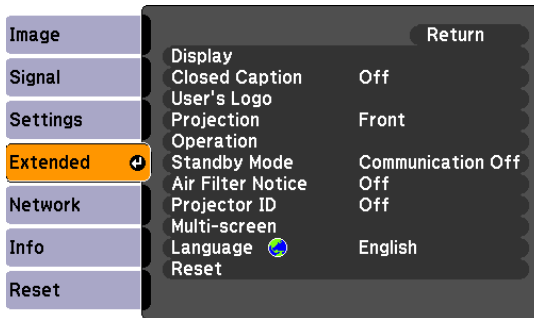 Image
Signal
Settings
Extended
Network
Info
Reset
Return
Display
Closed Caption Off
User's Logo
Projection Front
Operation
Standby Mode Communication Off
Air Filter Notice Off
Projector ID Off
Multi-screen
Language English
Reset